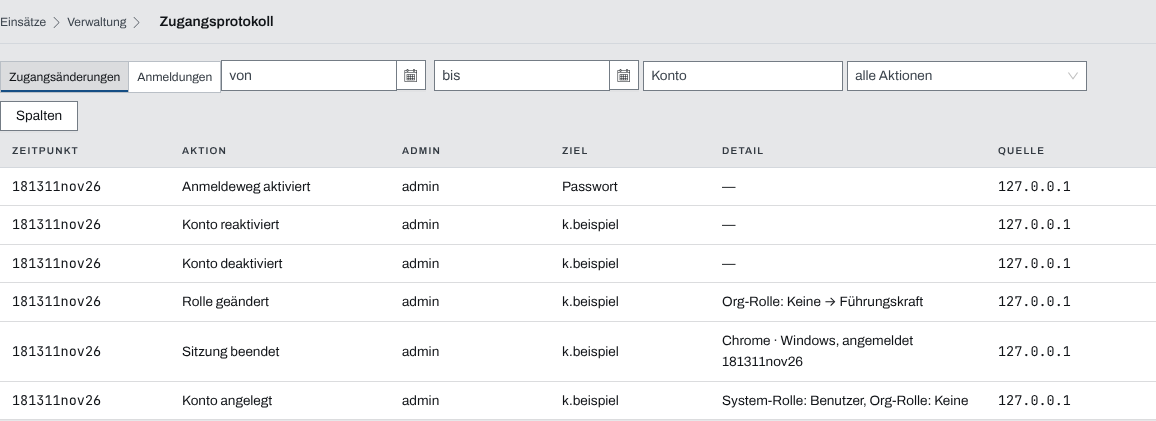 Einsätze > Verwaltung > Zugangsprotokoll
Zugangsänderungen Anmeldungen von bis Konto alle Aktionen
Spalten
ZEITPUNKT AKTION ADMIN ZIEL DETAIL QUELLE
181311nov26 Anmeldeweg aktiviert admin Passwort — 127.0.0.1
181311nov26 Konto reaktiviert admin k.beispiel — 127.0.0.1
181311nov26 Konto deaktiviert admin k.beispiel — 127.0.0.1
181311nov26 Rolle geändert admin k.beispiel Org-Rolle: Keine → Führungskraft 127.0.0.1
181311nov26 Sitzung beendet admin k.beispiel Chrome · Windows, angemeldet 127.0.0.1
181311nov26
181311nov26 Konto angelegt admin k.beispiel System-Rolle: Benutzer, Org-Rolle: Keine 127.0.0.1